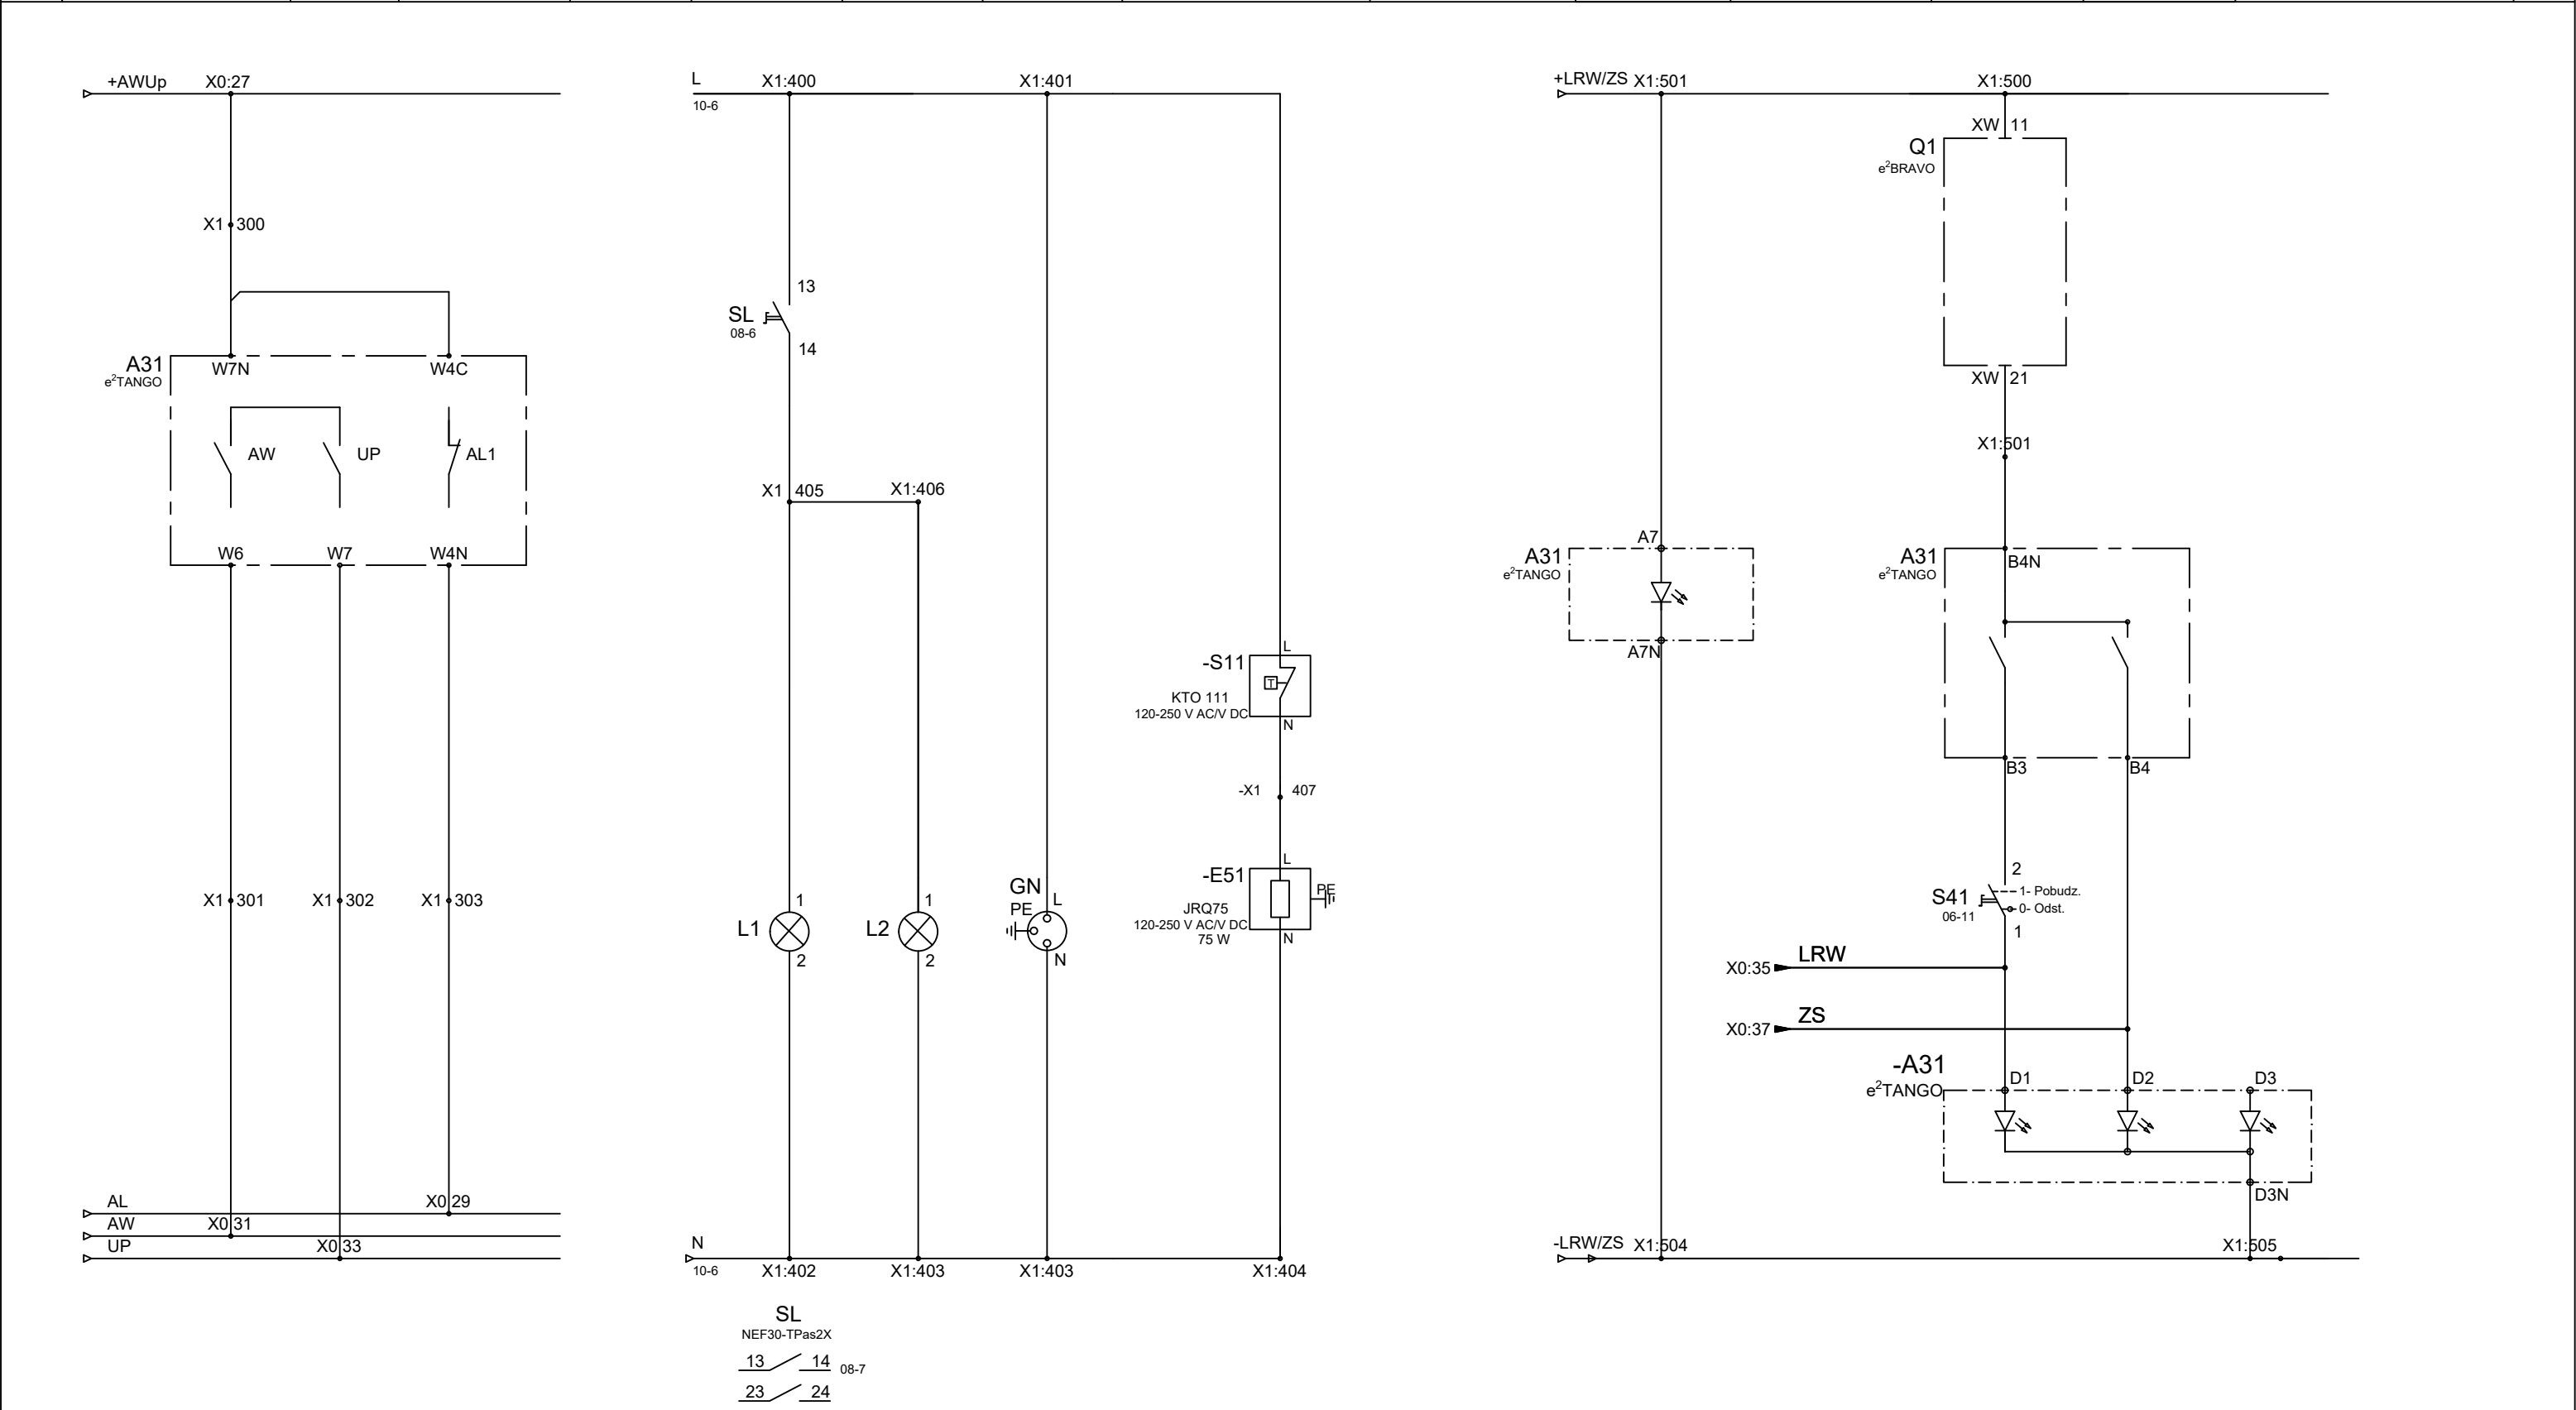 +AWUp X0:27
X1 300
A31
e²TANGO
W7N W4C
AW UP AL1
W6 W7 W4N
X1 301 X1 302 X1 303
AL X0 29
AW X0 31
UP X0 33
L X1:400 X1:401
10-6
13
SL
08-6
14
X1 405 X1:406
L
-S11
KTO 111
120-250 V AC/V DC
N
-X1 407
L
-E51
PE
JRQ75
120-250 V AC/V DC
75 W
N
1 1
L1 L2
2 2
GN L
PE
N
N
10-6 X1:402 X1:403 X1:403 X1:404
SL
NEF30-TPas2X
13 14 08-7
23 24
+LRW/ZS X1:501 X1:500
XW 11
Q1
e²BRAVO
XW 21
X1:501
A7
A31
e²TANGO
A7N
A31
e²TANGO
B4N
B3 B4
2
S41 1- Pobudz.
06-11 0- Odst.
1
LRW
X0:35
ZS
X0:37
-A31
e²TANGO
D1 D2 D3
D3N
-LRW/ZS X1:504 X1:505